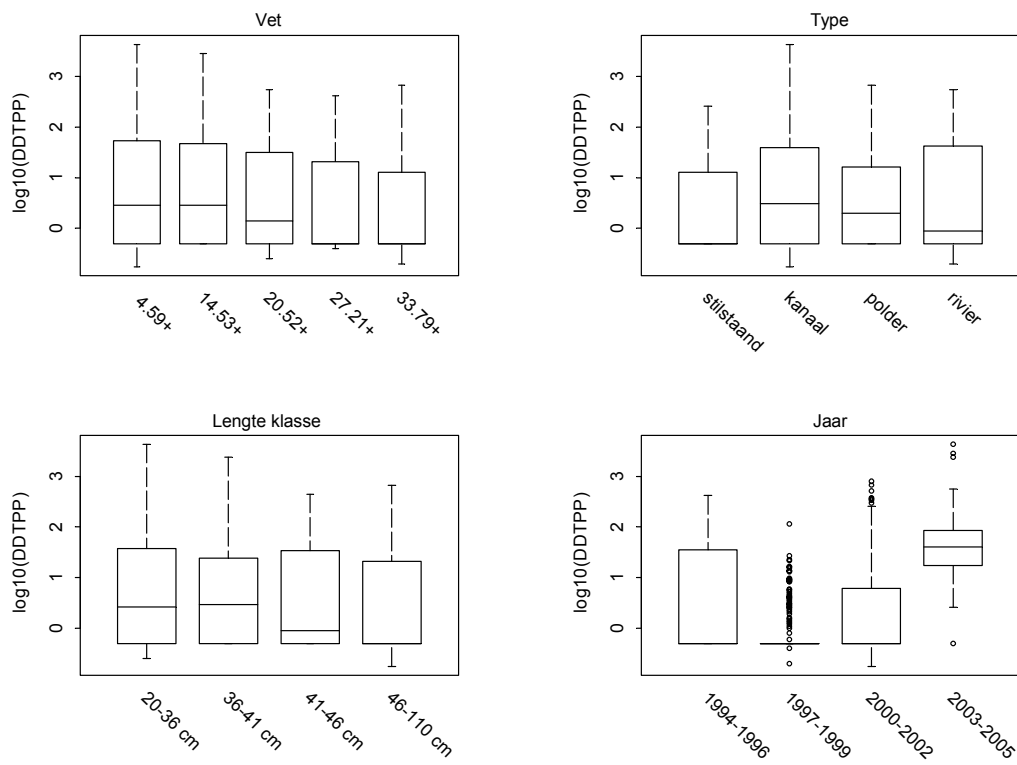 Vet
log10(DDTPP)
3
2
1
0
4.59+
14.53+
20.52+
27.21+
33.79+
Type
log10(DDTPP)
3
2
1
0
stilstaand
kanaal
polder
rivier
Lengte klasse
log10(DDTPP)
3
2
1
0
20-36 cm
36-41 cm
41-46 cm
46-110 cm
Jaar
log10(DDTPP)
3
2
1
0
1994-1996
1997-1999
2000-2002
2003-2005